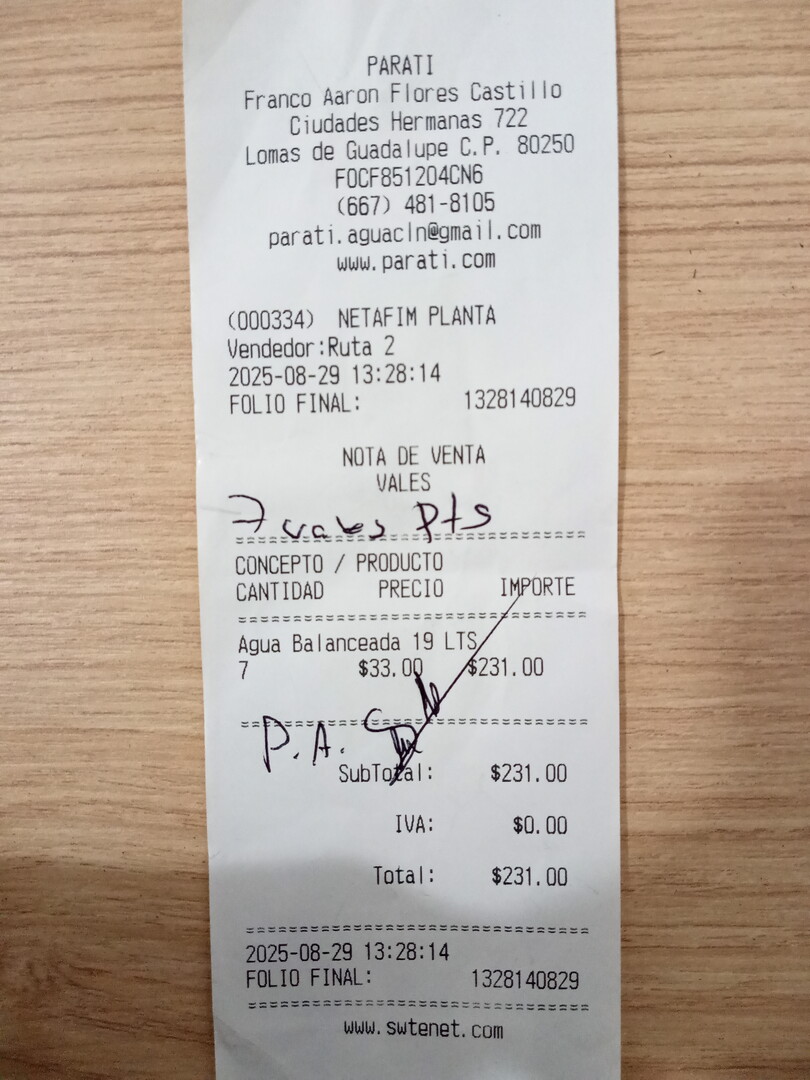 PARATI
Franco Aaron Flores Castillo
Ciudades Hermanas 722
Lomas de Guadalupe C.P. 80250
FOCF851204CN6
(667) 481-8105
parati.aguacln@gmail.com
www.parati.com
(000334) NETAFIM PLANTA
Vendedor:Ruta 2
2025-08-29 13:28:14
FOLIO FINAL: 1328140829
NOTA DE VENTA
VALES
7 vales Pts
CONCEPTO / PRODUCTO
CANTIDAD PRECIO IMPORTE
Agua Balanceada 19 LTS
7 $33.00 $231.00
P.A.
SubTotal: $231.00
IVA: $0.00
Total: $231.00
2025-08-29 13:28:14
FOLIO FINAL: 1328140829
www.swtenet.com